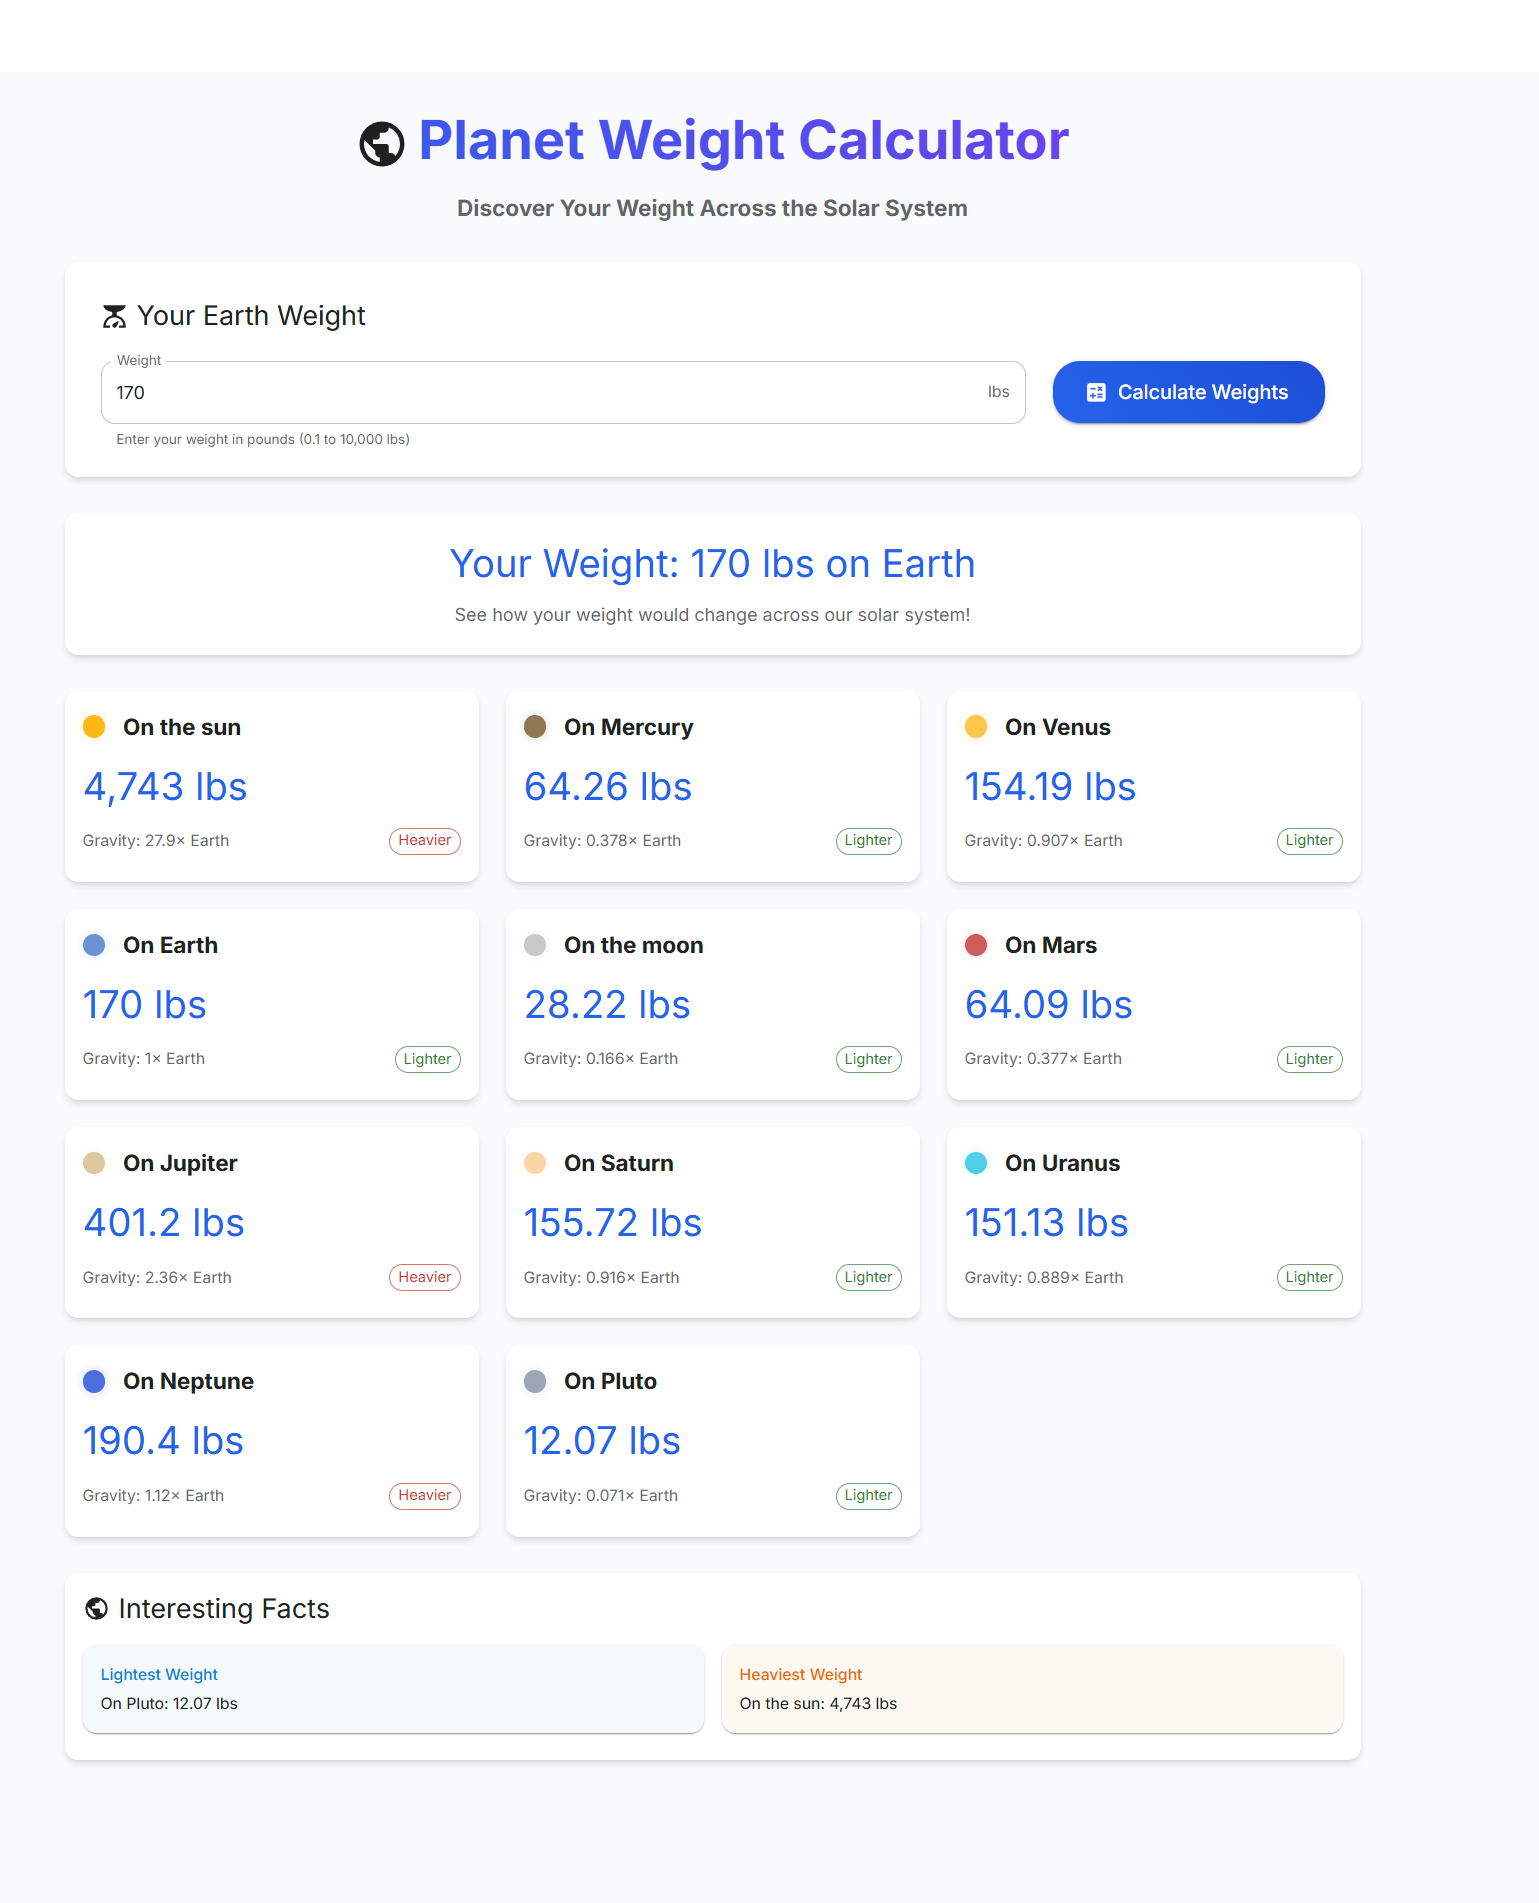 Planet Weight Calculator
Discover Your Weight Across the Solar System
Your Earth Weight
Weight
170 lbs
Calculate Weights
Enter your weight in pounds (0.1 to 10,000 lbs)
Your Weight: 170 lbs on Earth
See how your weight would change across our solar system!
On the sun
4,743 lbs
Gravity: 27.9× Earth
Heavier
On Mercury
64.26 lbs
Gravity: 0.378× Earth
Lighter
On Venus
154.19 lbs
Gravity: 0.907× Earth
Lighter
On Earth
170 lbs
Gravity: 1× Earth
Lighter
On the moon
28.22 lbs
Gravity: 0.166× Earth
Lighter
On Mars
64.09 lbs
Gravity: 0.377× Earth
Lighter
On Jupiter
401.2 lbs
Gravity: 2.36× Earth
Heavier
On Saturn
155.72 lbs
Gravity: 0.916× Earth
Lighter
On Uranus
151.13 lbs
Gravity: 0.889× Earth
Lighter
On Neptune
190.4 lbs
Gravity: 1.12× Earth
Heavier
On Pluto
12.07 lbs
Gravity: 0.071× Earth
Lighter
Interesting Facts
Lightest Weight
On Pluto: 12.07 lbs
Heaviest Weight
On the sun: 4,743 lbs